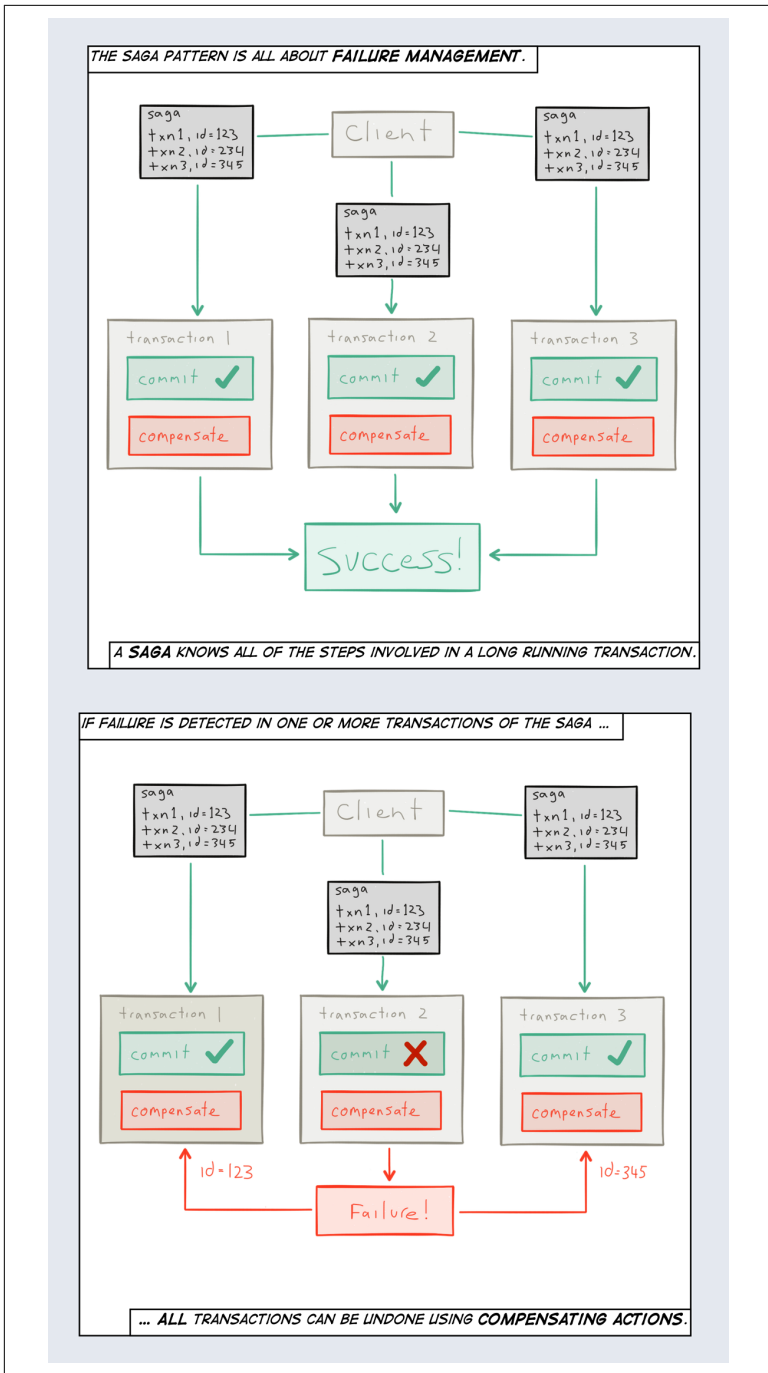 THE SAGA PATTERN IS ALL ABOUT FAILURE MANAGEMENT.
saga
txn1, id=123
txn2, id=234
txn3, id=345
Client
saga
txn1, id=123
txn2, id=234
txn3, id=345
saga
txn1, id=123
txn2, id=234
txn3, id=345
transaction 1
commit
compensate
transaction 2
commit
compensate
transaction 3
commit
compensate
Success!
A SAGA KNOWS ALL OF THE STEPS INVOLVED IN A LONG RUNNING TRANSACTION.
IF FAILURE IS DETECTED IN ONE OR MORE TRANSACTIONS OF THE SAGA ...
saga
txn1, id=123
txn2, id=234
txn3, id=345
Client
saga
txn1, id=123
txn2, id=234
txn3, id=345
saga
txn1, id=123
txn2, id=234
txn3, id=345
transaction 1
commit
compensate
transaction 2
commit
compensate
transaction 3
commit
compensate
id=123
Failure!
id=345
... ALL TRANSACTIONS CAN BE UNDONE USING COMPENSATING ACTIONS.